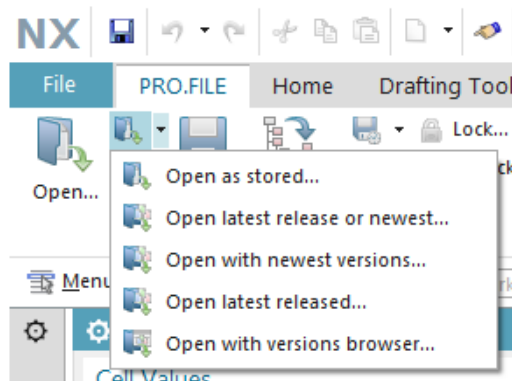 NX
File PRO.FILE Home Drafting Tool
Open...
Lock...
Open as stored...
Open latest release or newest...
Open with newest versions...
Open latest released...
Open with versions browser...
Menu
Cell Values